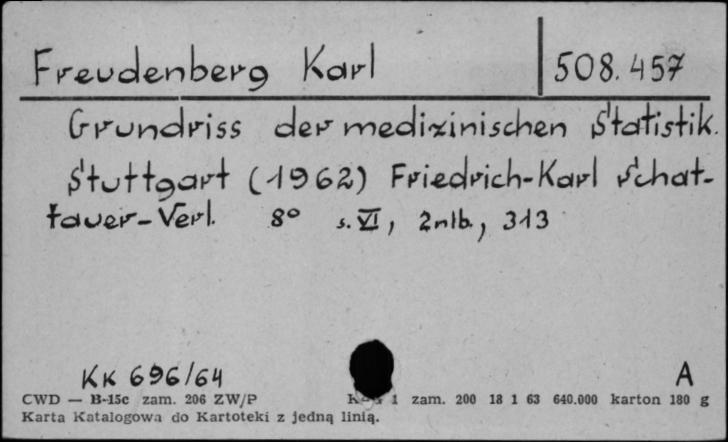 Freudenberg Karl 508.457
Grundriss der medizinischen Statistik.
Stuttgart (1962) Friedrich-Karl Schat-
tauer-Verl. 8° s. VI, 2nlb., 313
KK 696/64 A
CWD — B-15c zam. 206 ZW/P 1 zam. 200 18 1 63 640.000 karton 180 g
Karta Katalogowa do Kartoteki z jedną linią.